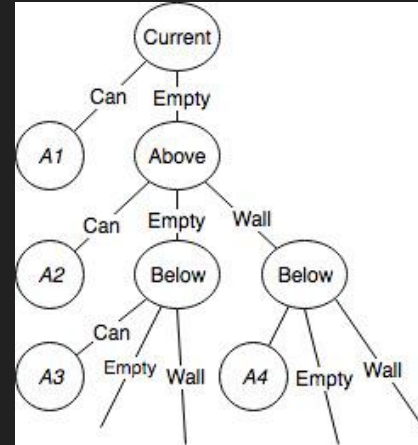 Current
Can
Empty
A1
Above
Can
Empty
Wall
A2
Below
Below
Can
Empty
Wall
A3
A4
Empty
Wall